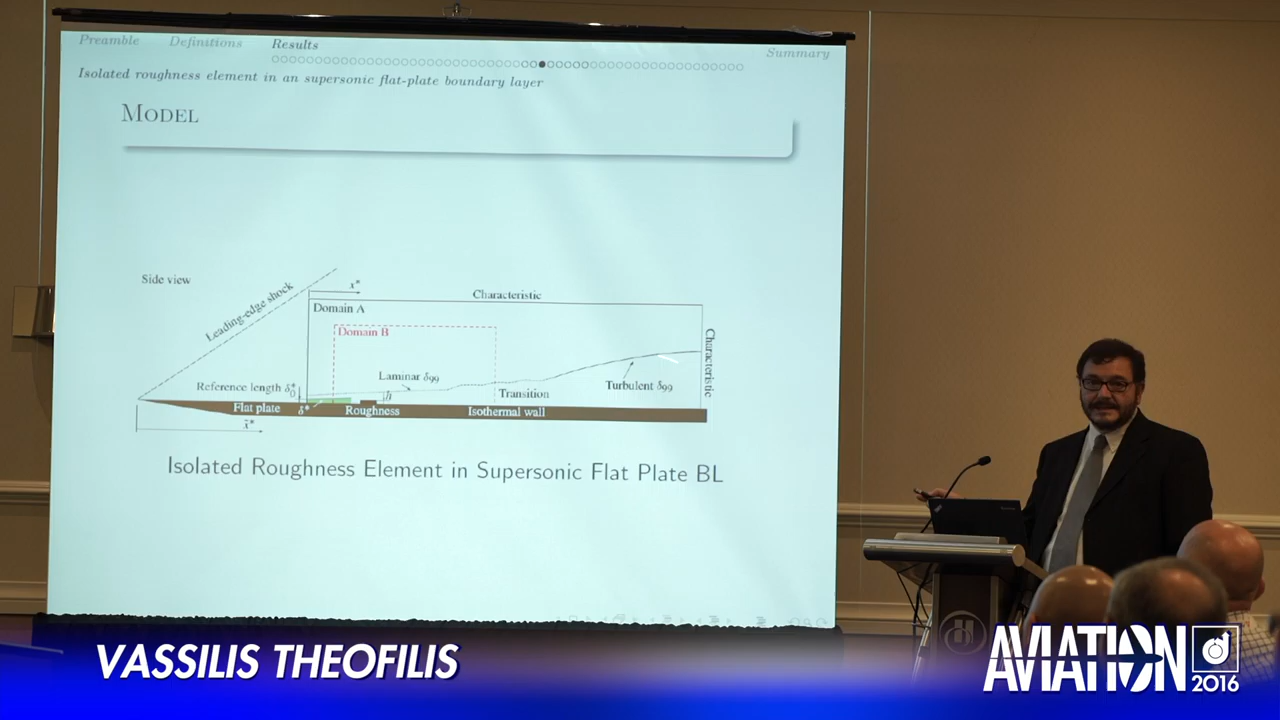 Preamble Definitions Results Summary
Isolated roughness element in an supersonic flat-plate boundary layer
MODEL
Side view
Leading-edge shock
x*
Characteristic
Domain A
Domain B
Characteristic
Laminar δ99
Reference length δ*0
Turbulent δ99
Transition
h
Flat plate δ* Roughness Isothermal wall
x̃*
Isolated Roughness Element in Supersonic Flat Plate BL
VASSILIS THEOFILIS
AVIATION
2016